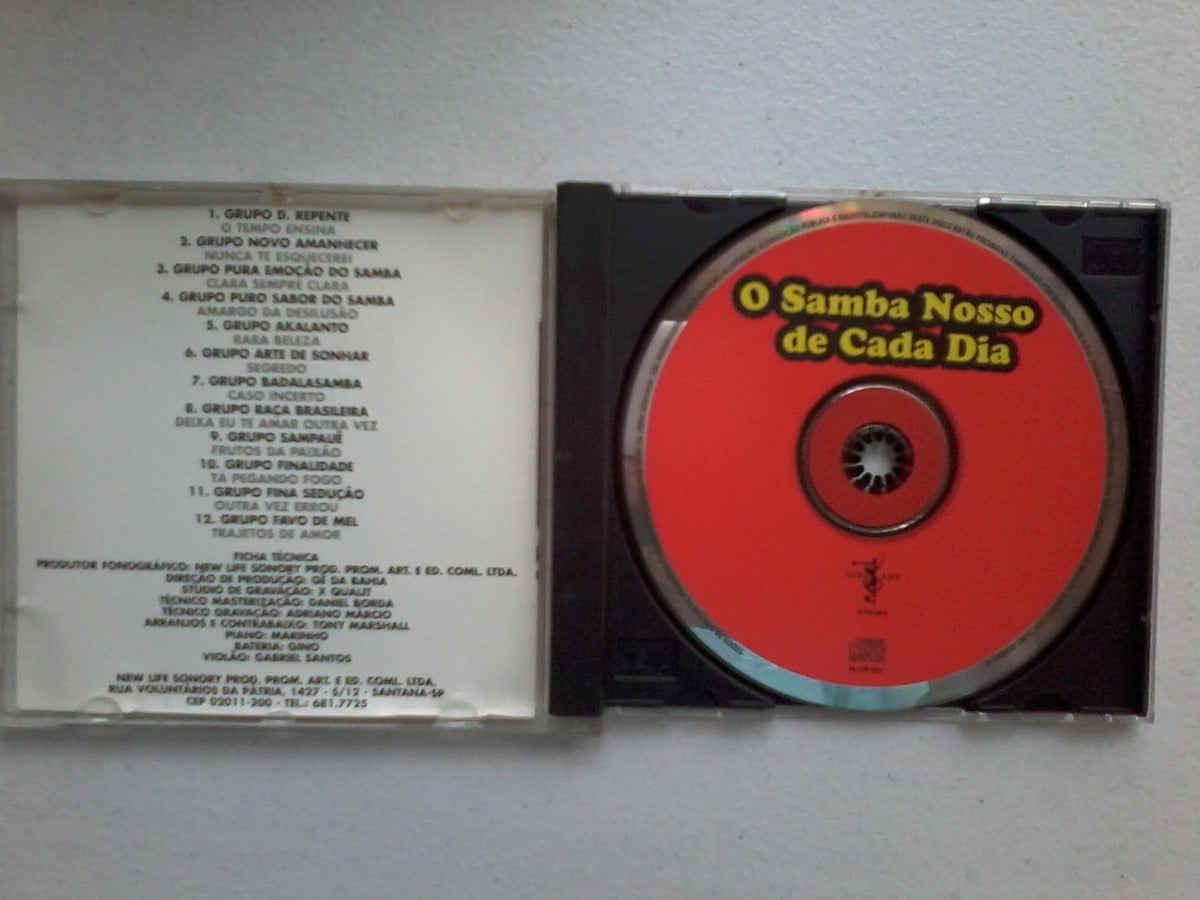 1. GRUPO D. REPENTE
O TEMPO ENSINA
2. GRUPO NOVO AMANHECER
NUNCA TE ESQUECEREI
3. GRUPO PURA EMOÇÃO DO SAMBA
CLARA SEMPRE CLARA
4. GRUPO PURO SABOR DO SAMBA
AMARGO DA DESILUSÃO
5. GRUPO AKALANTO
RARA BELEZA
6. GRUPO ARTE DE SONHAR
SEGREDO
7. GRUPO BADALASAMBA
CASO INCERTO
8. GRUPO RAÇA BRASILEIRA
DEIXA EU TE AMAR OUTRA VEZ
9. GRUPO SAMPAUÊ
FRUTOS DA PAIXÃO
10. GRUPO FINALIDADE
TA PEGANDO FOGO
11. GRUPO FINA SEDUÇÃO
OUTRA VEZ ERROU
12. GRUPO FAVO DE MEL
TRAJETOS DE AMOR
FICHA TÉCNICA
PRODUTOR FONOGRÁFICO: NEW LIFE SONORY PROD. PROM. ART. E ED. COML. LTDA.
DIREÇÃO DE PRODUÇÃO: GÊ DA BAHIA
STÚDIO DE GRAVAÇÃO: X QUALIT
TÉCNICO MASTERIZAÇÃO: DANIEL BORDA
TÉCNICO GRAVAÇÃO: ADRIANO MÁRCIO
ARRANJOS E CONTRABAIXO: TONY MARSHALL
PIANO: MARINHO
BATERIA: GINO
VIOLÃO: GABRIEL SANTOS
NEW LIFE SONORY PROD. PROM. ART. E ED. COML. LTDA.
RUA VOLUNTÁRIOS DA PÁTRIA, 1427 - S/12 - SANTANA-SP
CEP 02011-200 - TEL.: 681.7725
O Samba Nosso
de Cada Dia